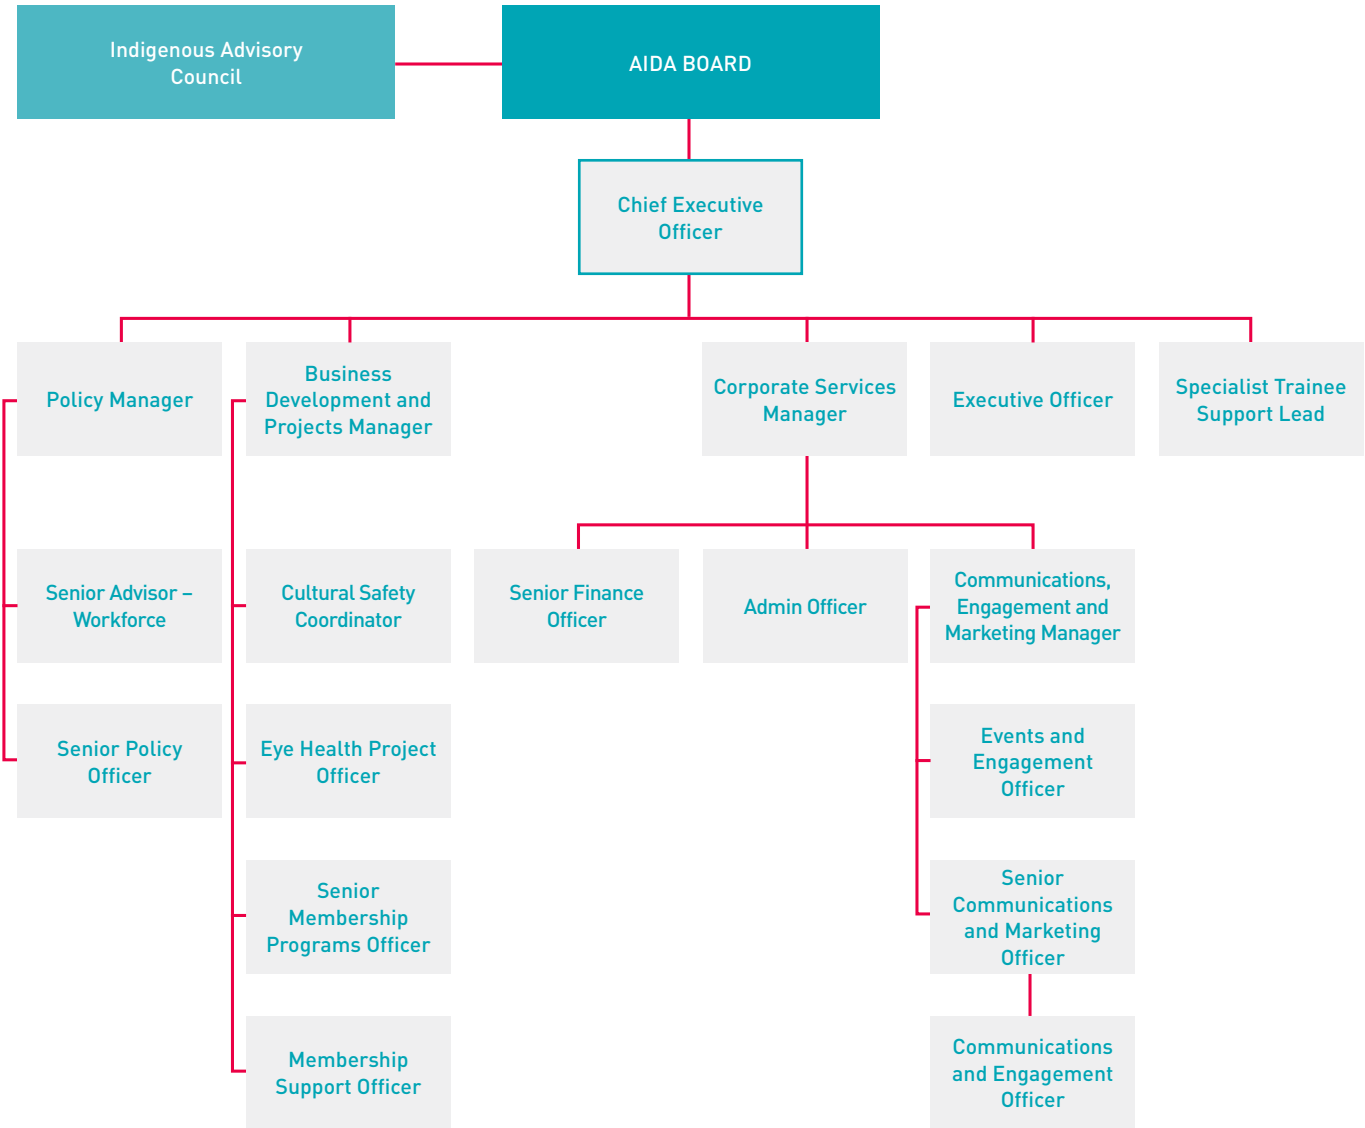 Indigenous Advisory
Council
AIDA BOARD
Chief Executive
Officer
Policy Manager
Business
Development and
Projects Manager
Corporate Services
Manager
Executive Officer
Specialist Trainee
Support Lead
Senior Advisor –
Workforce
Cultural Safety
Coordinator
Senior Finance
Officer
Admin Officer
Communications,
Engagement and
Marketing Manager
Senior Policy
Officer
Eye Health Project
Officer
Events and
Engagement
Officer
Senior
Membership
Programs Officer
Senior
Communications
and Marketing
Officer
Membership
Support Officer
Communications
and Engagement
Officer